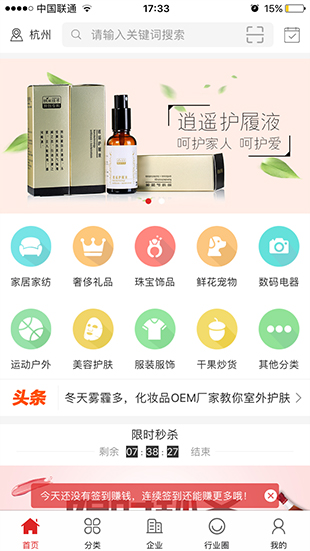 中国联通
17:33
15%
杭州
请输入关键词搜索
逍遥护履液
呵护家人 呵护爱
家居家纺
奢侈礼品
珠宝饰品
鲜花宠物
数码电器
运动户外
美容护肤
服装服饰
干果炒货
其他分类
头条
冬天雾霾多，化妆品OEM厂家教你室外护肤
限时秒杀
剩余 07:38:27 结束
今天还没有签到赚钱，连续签到还能赚更多哦！
首页
分类
企业
行业圈
我的